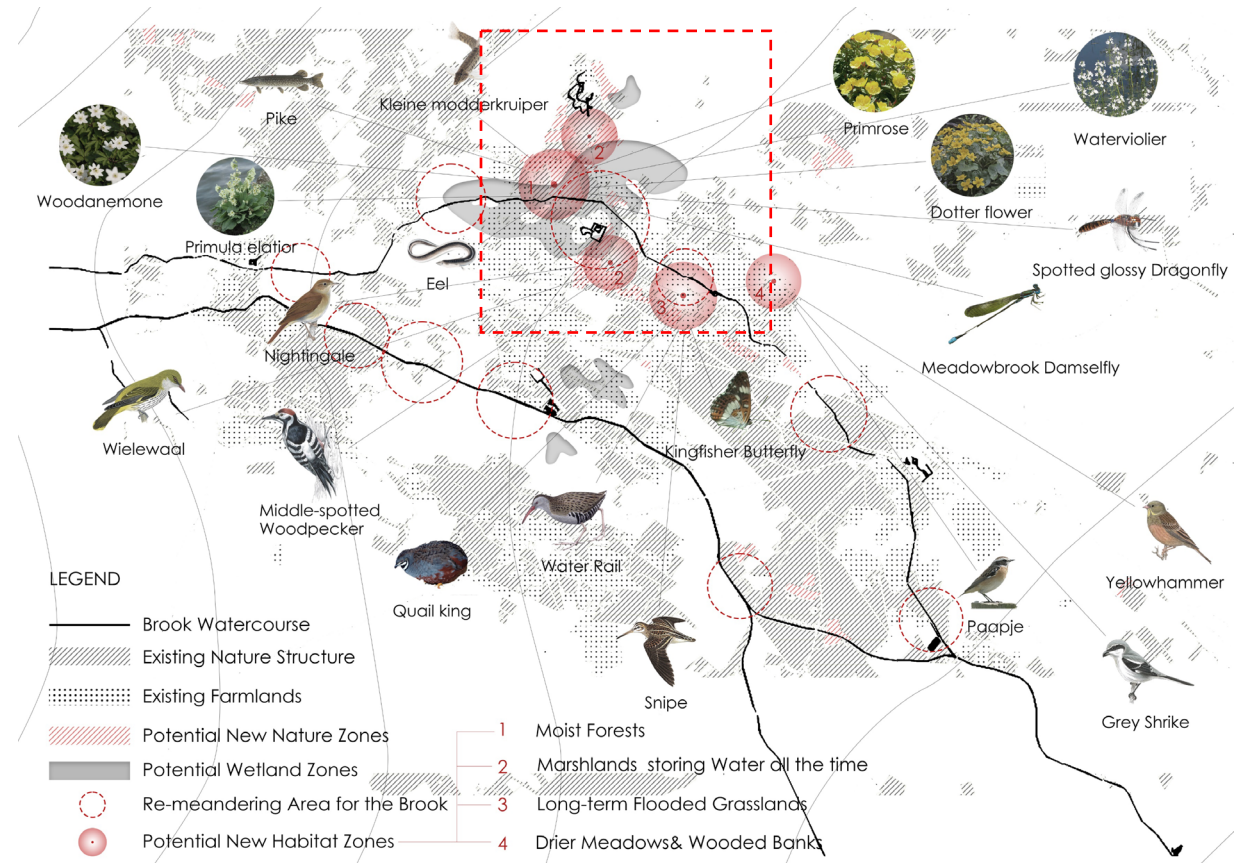 Kleine modderkruiper
Pike
Primrose
Waterviolier
Woodanemone
Dotter flower
Primula elatior
Spotted glossy Dragonfly
Eel
Nightingale
Meadowbrook Damselfly
Wielewaal
Kingfisher Butterfly
Middle-spotted
Woodpecker
Water Rail
Quail king
Yellowhammer
Paapje
Snipe
Grey Shrike
1
2
2
3
4
LEGEND
Brook Watercourse
Existing Nature Structure
Existing Farmlands
Potential New Nature Zones
Potential Wetland Zones
Re-meandering Area for the Brook
Potential New Habitat Zones
1 Moist Forests
2 Marshlands storing Water all the time
3 Long-term Flooded Grasslands
4 Drier Meadows& Wooded Banks